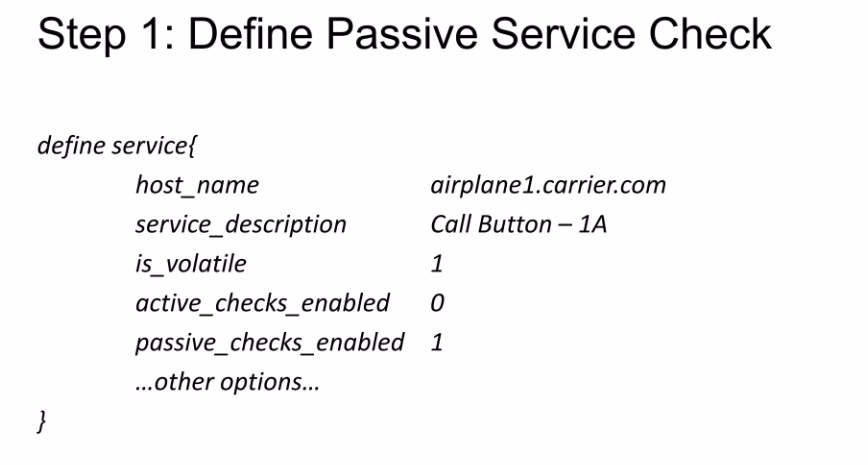 Step 1: Define Passive Service Check
define service{
host_name airplane1.carrier.com
service_description Call Button – 1A
is_volatile 1
active_checks_enabled 0
passive_checks_enabled 1
...other options...
}